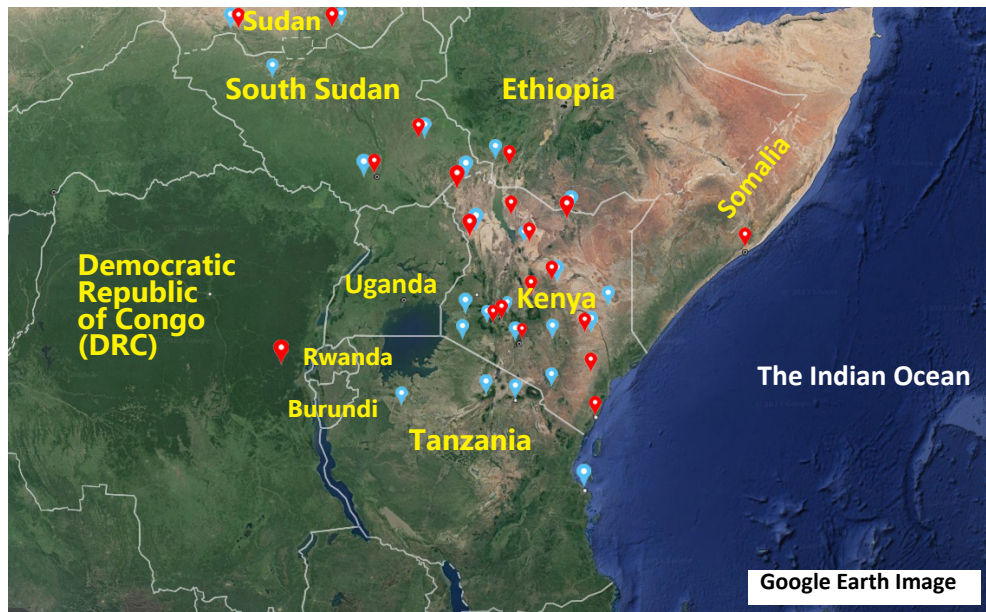 Sudan
South Sudan
Ethiopia
Somalia
Democratic
Republic
of Congo
(DRC)
Uganda
Kenya
Rwanda
The Indian Ocean
Burundi
Tanzania
Google Earth Image